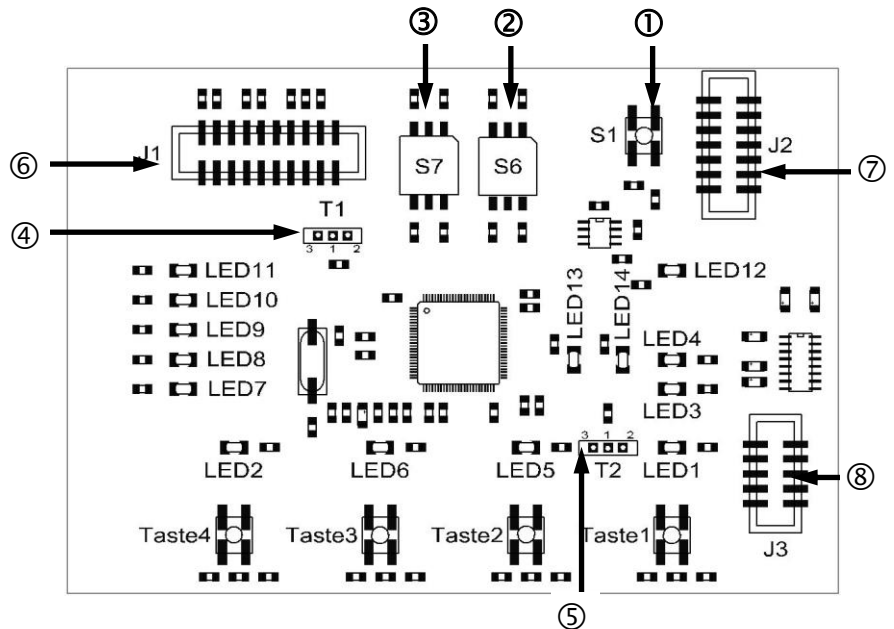 ③ ② ①
S1
J2
J1
S7 S6
⑥ ⑦
T1
④
3 1 2
LED11 LED13 LED14 LED12
LED10
LED9
LED8 LED4
LED7 LED3
3 1 2
LED2 LED6 LED5 T2 LED1
⑧
Taste4 Taste3 Taste2 Taste1
J3
⑤